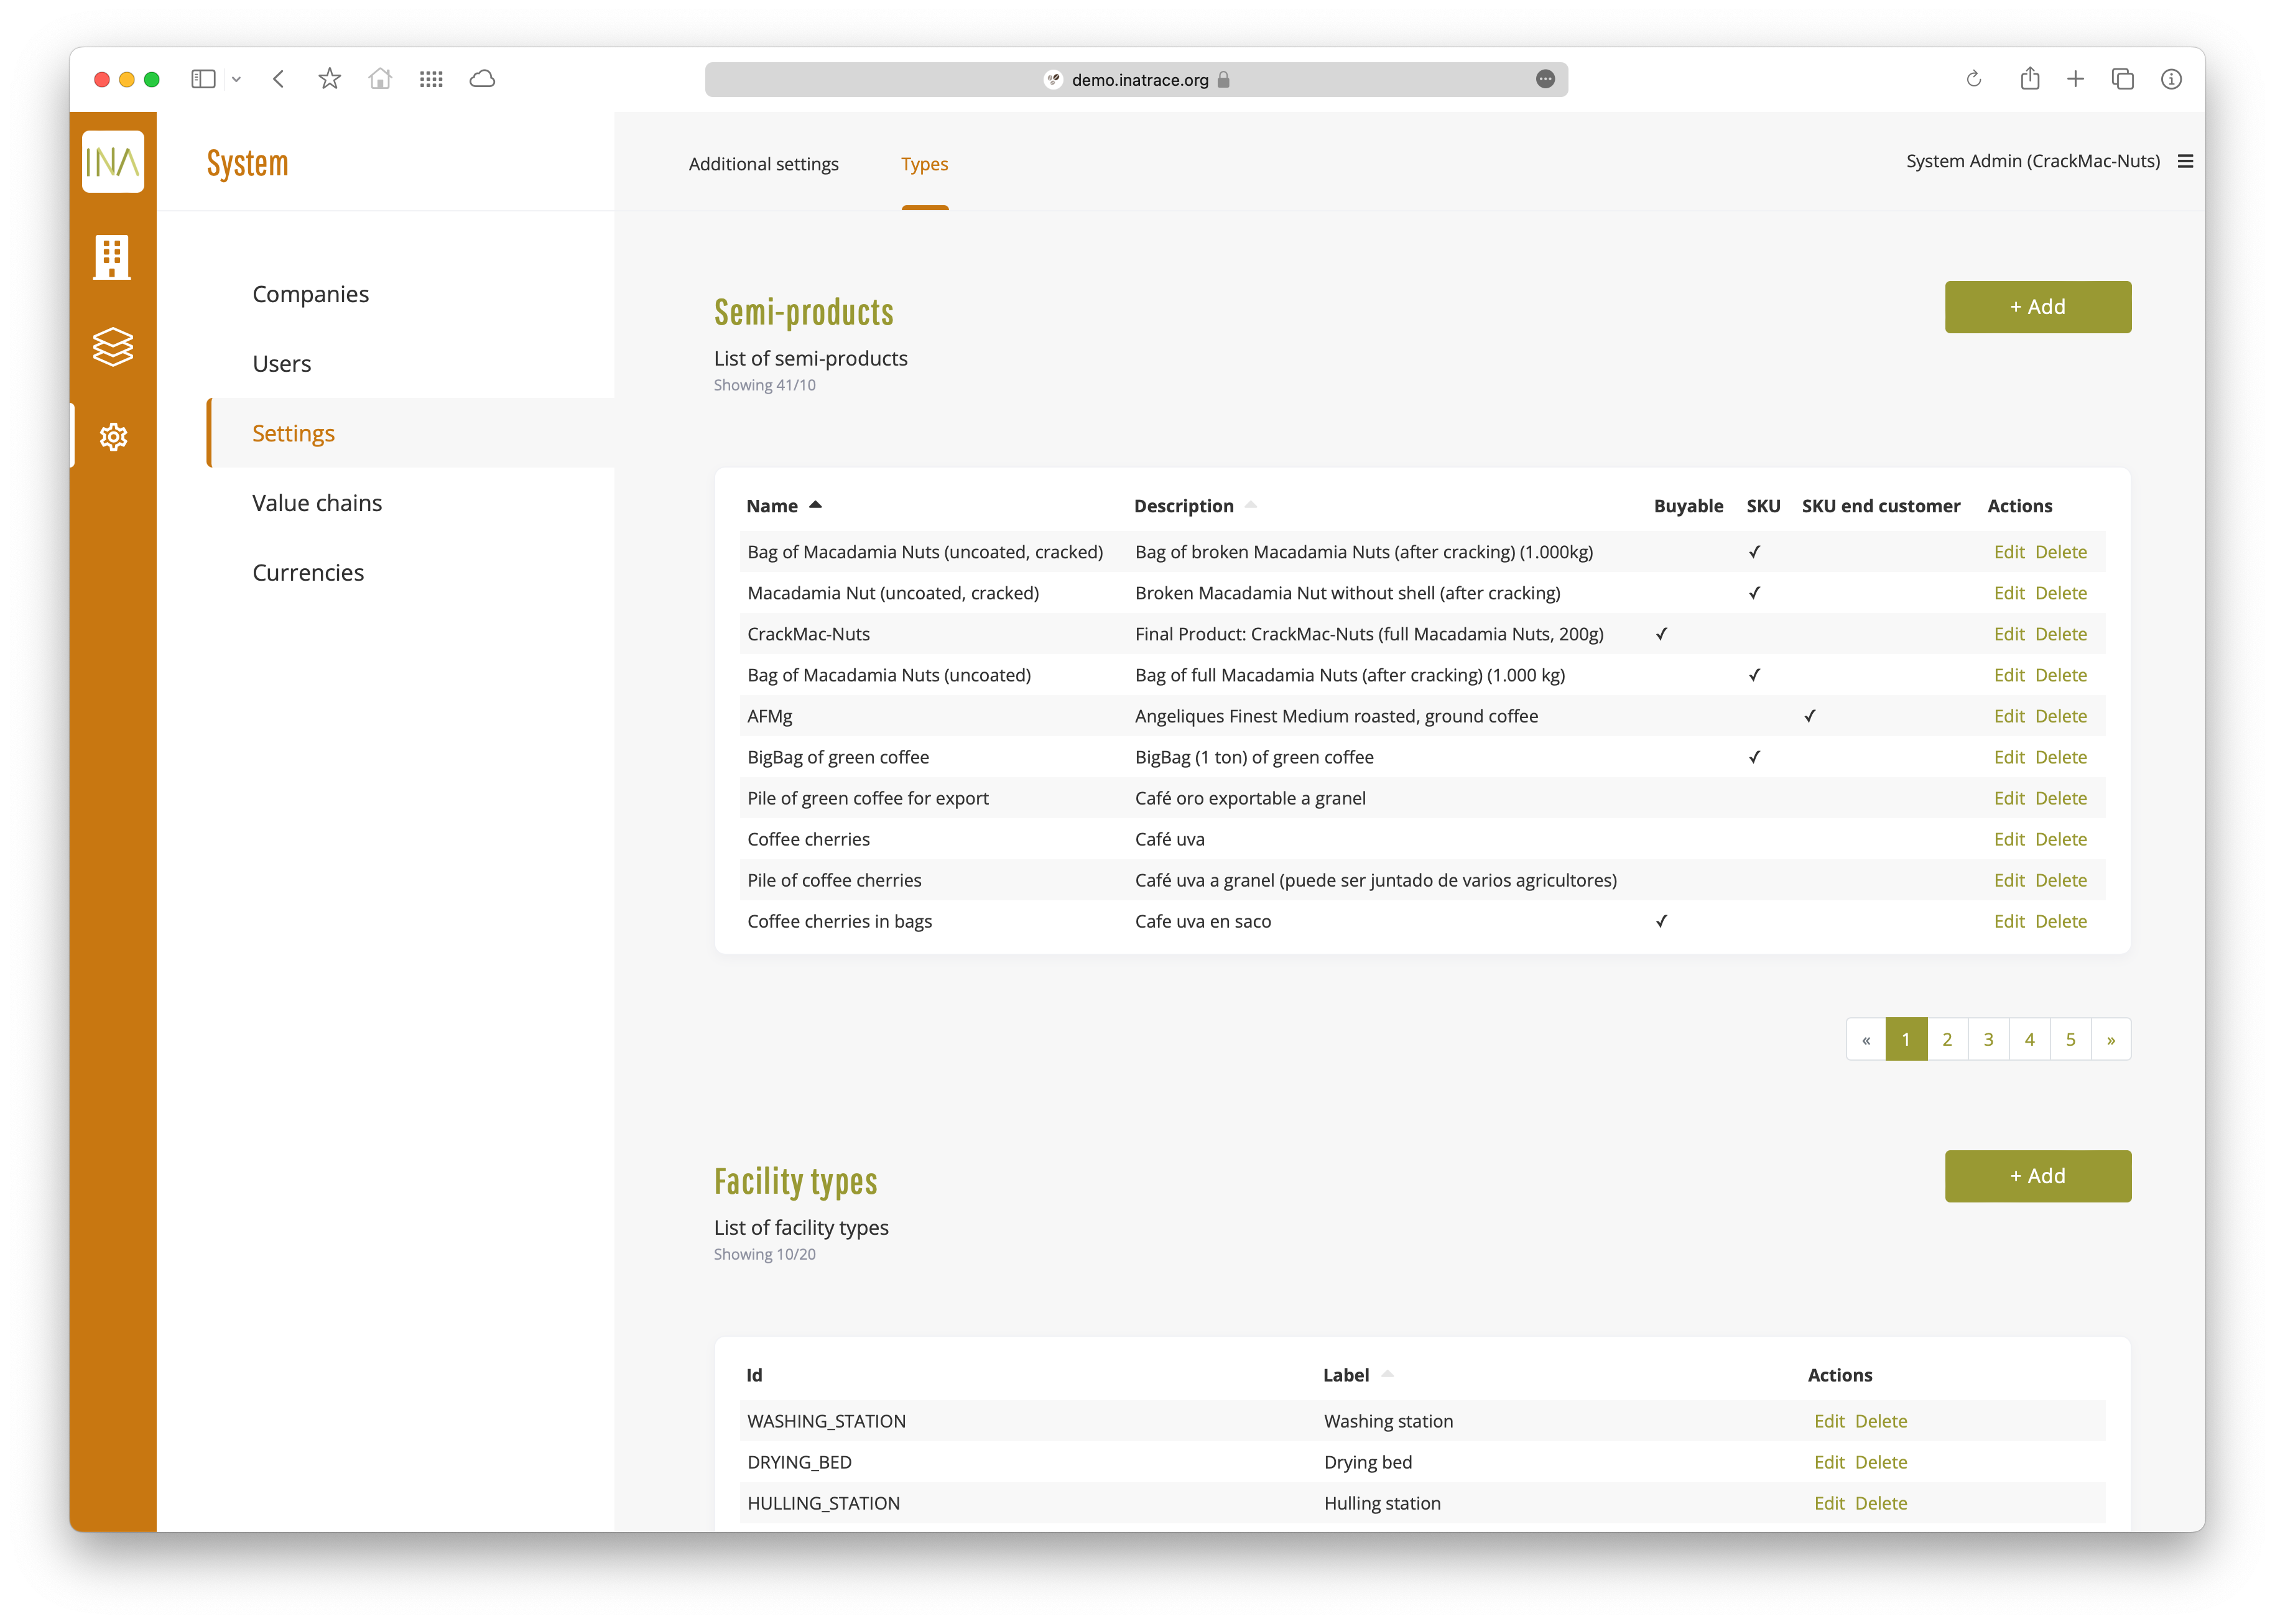 demo.inatrace.org
INA
System
Additional settings
Types
System Admin (CrackMac-Nuts)
Companies
Users
Settings
Value chains
Currencies
Semi-products
+ Add
List of semi-products
Showing 41/10
Name Description Buyable SKU SKU end customer Actions
Bag of Macadamia Nuts (uncoated, cracked) Bag of broken Macadamia Nuts (after cracking) (1.000kg) ✓ Edit Delete
Macadamia Nut (uncoated, cracked) Broken Macadamia Nut without shell (after cracking) ✓ Edit Delete
CrackMac-Nuts Final Product: CrackMac-Nuts (full Macadamia Nuts, 200g) ✓ Edit Delete
Bag of Macadamia Nuts (uncoated) Bag of full Macadamia Nuts (after cracking) (1.000 kg) ✓ Edit Delete
AFMg Angeliques Finest Medium roasted, ground coffee ✓ Edit Delete
BigBag of green coffee BigBag (1 ton) of green coffee ✓ Edit Delete
Pile of green coffee for export Café oro exportable a granel Edit Delete
Coffee cherries Café uva Edit Delete
Pile of coffee cherries Café uva a granel (puede ser juntado de varios agricultores) Edit Delete
Coffee cherries in bags Cafe uva en saco ✓ Edit Delete
« 1 2 3 4 5 »
Facility types
+ Add
List of facility types
Showing 10/20
Id Label Actions
WASHING_STATION Washing station Edit Delete
DRYING_BED Drying bed Edit Delete
HULLING_STATION Hulling station Edit Delete